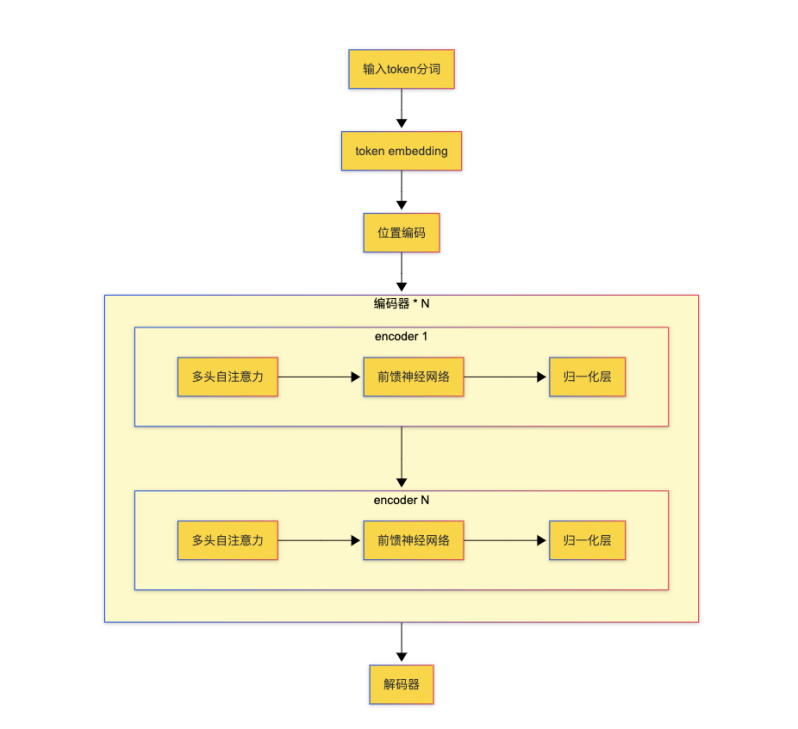 输入token分词
token embedding
位置编码
编码器 * N
encoder 1
多头自注意力
前馈神经网络
归一化层
encoder N
多头自注意力
前馈神经网络
归一化层
解码器